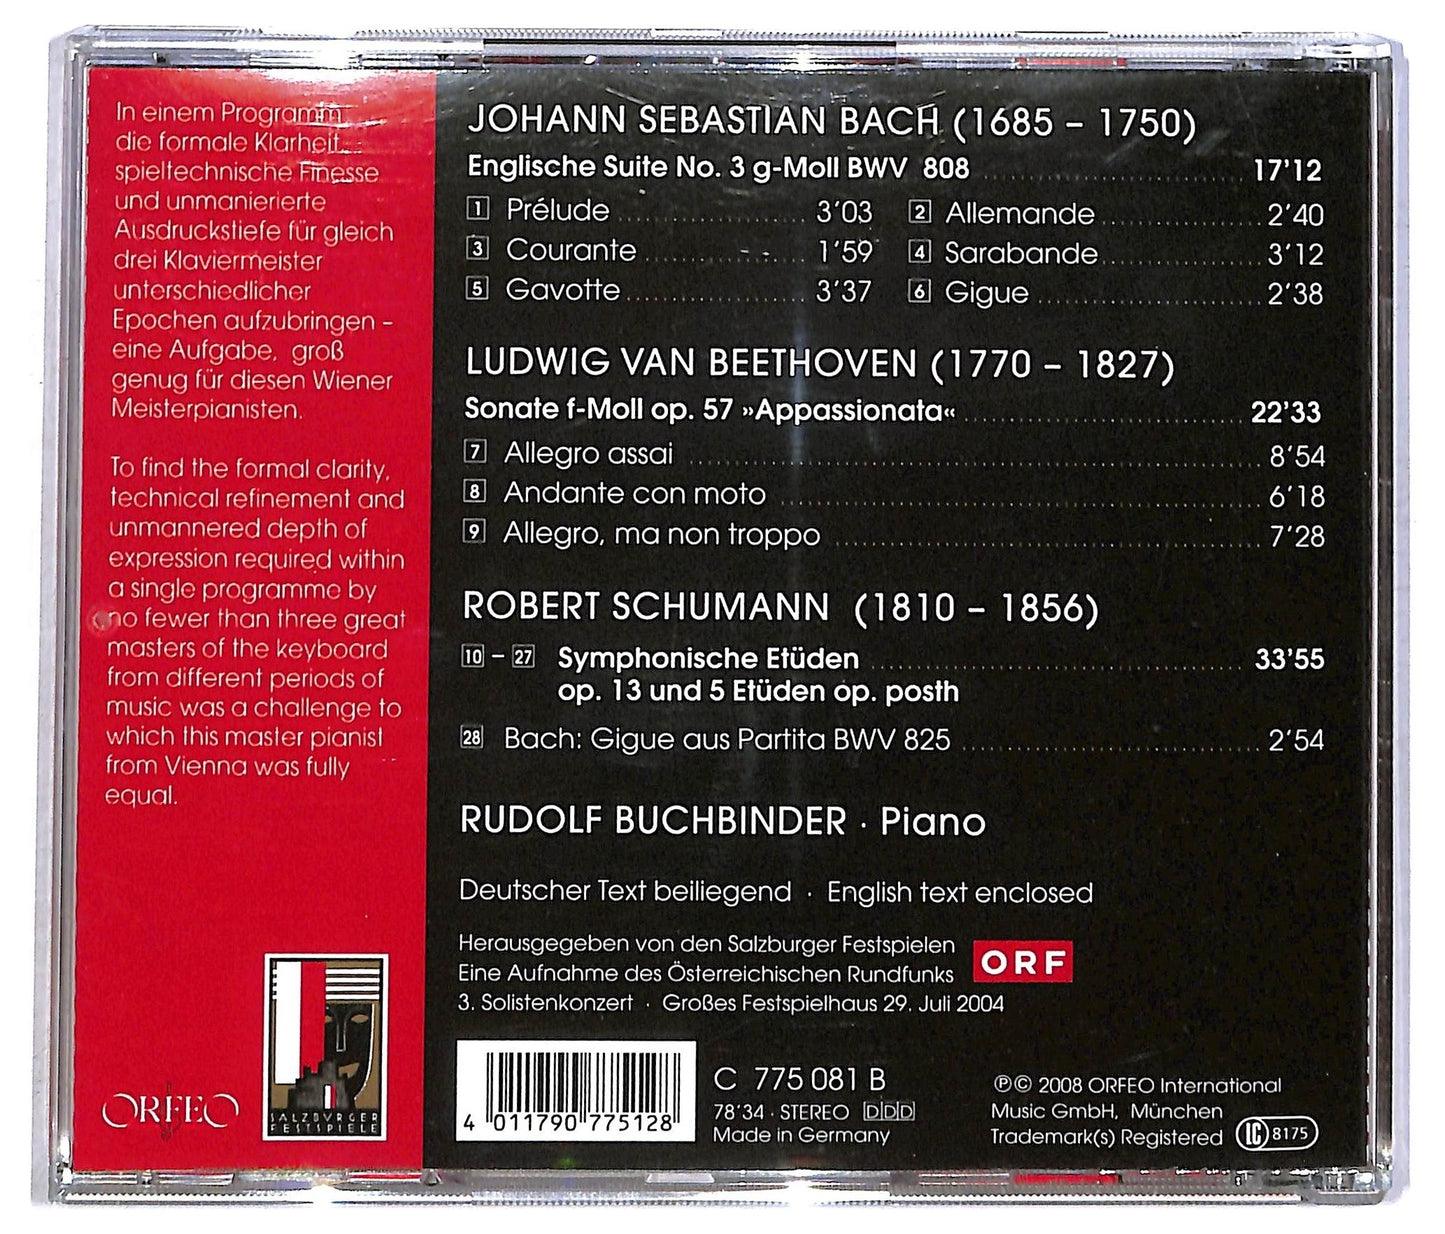 In einem Programm
die formale Klarheit,
spieltechnische Finesse
und unmanierierte
Ausdruckstiefe für gleich
drei Klaviermeister
unterschiedlicher
Epochen aufzubringen –
eine Aufgabe, groß
genug für diesen Wiener
Meisterpianisten.
To find the formal clarity,
technical refinement and
unmannered depth of
expression required within
a single programme by
no fewer than three great
masters of the keyboard
from different periods of
music was a challenge to
which this master pianist
from Vienna was fully
equal.
ORFEO
SALZBURGER
FESTSPIELE
JOHANN SEBASTIAN BACH (1685 – 1750)
Englische Suite No. 3 g-Moll BWV 808 17'12
1 Prélude 3'03 2 Allemande 2'40
3 Courante 1'59 4 Sarabande 3'12
5 Gavotte 3'37 6 Gigue 2'38
LUDWIG VAN BEETHOVEN (1770 – 1827)
Sonate f-Moll op. 57 »Appassionata« 22'33
7 Allegro assai 8'54
8 Andante con moto 6'18
9 Allegro, ma non troppo 7'28
ROBERT SCHUMANN (1810 – 1856)
10 – 27 Symphonische Etüden 33'55
op. 13 und 5 Etüden op. posth
28 Bach: Gigue aus Partita BWV 825 2'54
RUDOLF BUCHBINDER · Piano
Deutscher Text beiliegend · English text enclosed
Herausgegeben von den Salzburger Festspielen
Eine Aufnahme des Österreichischen Rundfunks
ORF
3. Solistenkonzert · Großes Festspielhaus 29. Juli 2004
4 011790 775128
C 775 081 B
78'34 · STEREO DDD
Made in Germany
℗© 2008 ORFEO International
Music GmbH, München
Trademark(s) Registered LC 8175